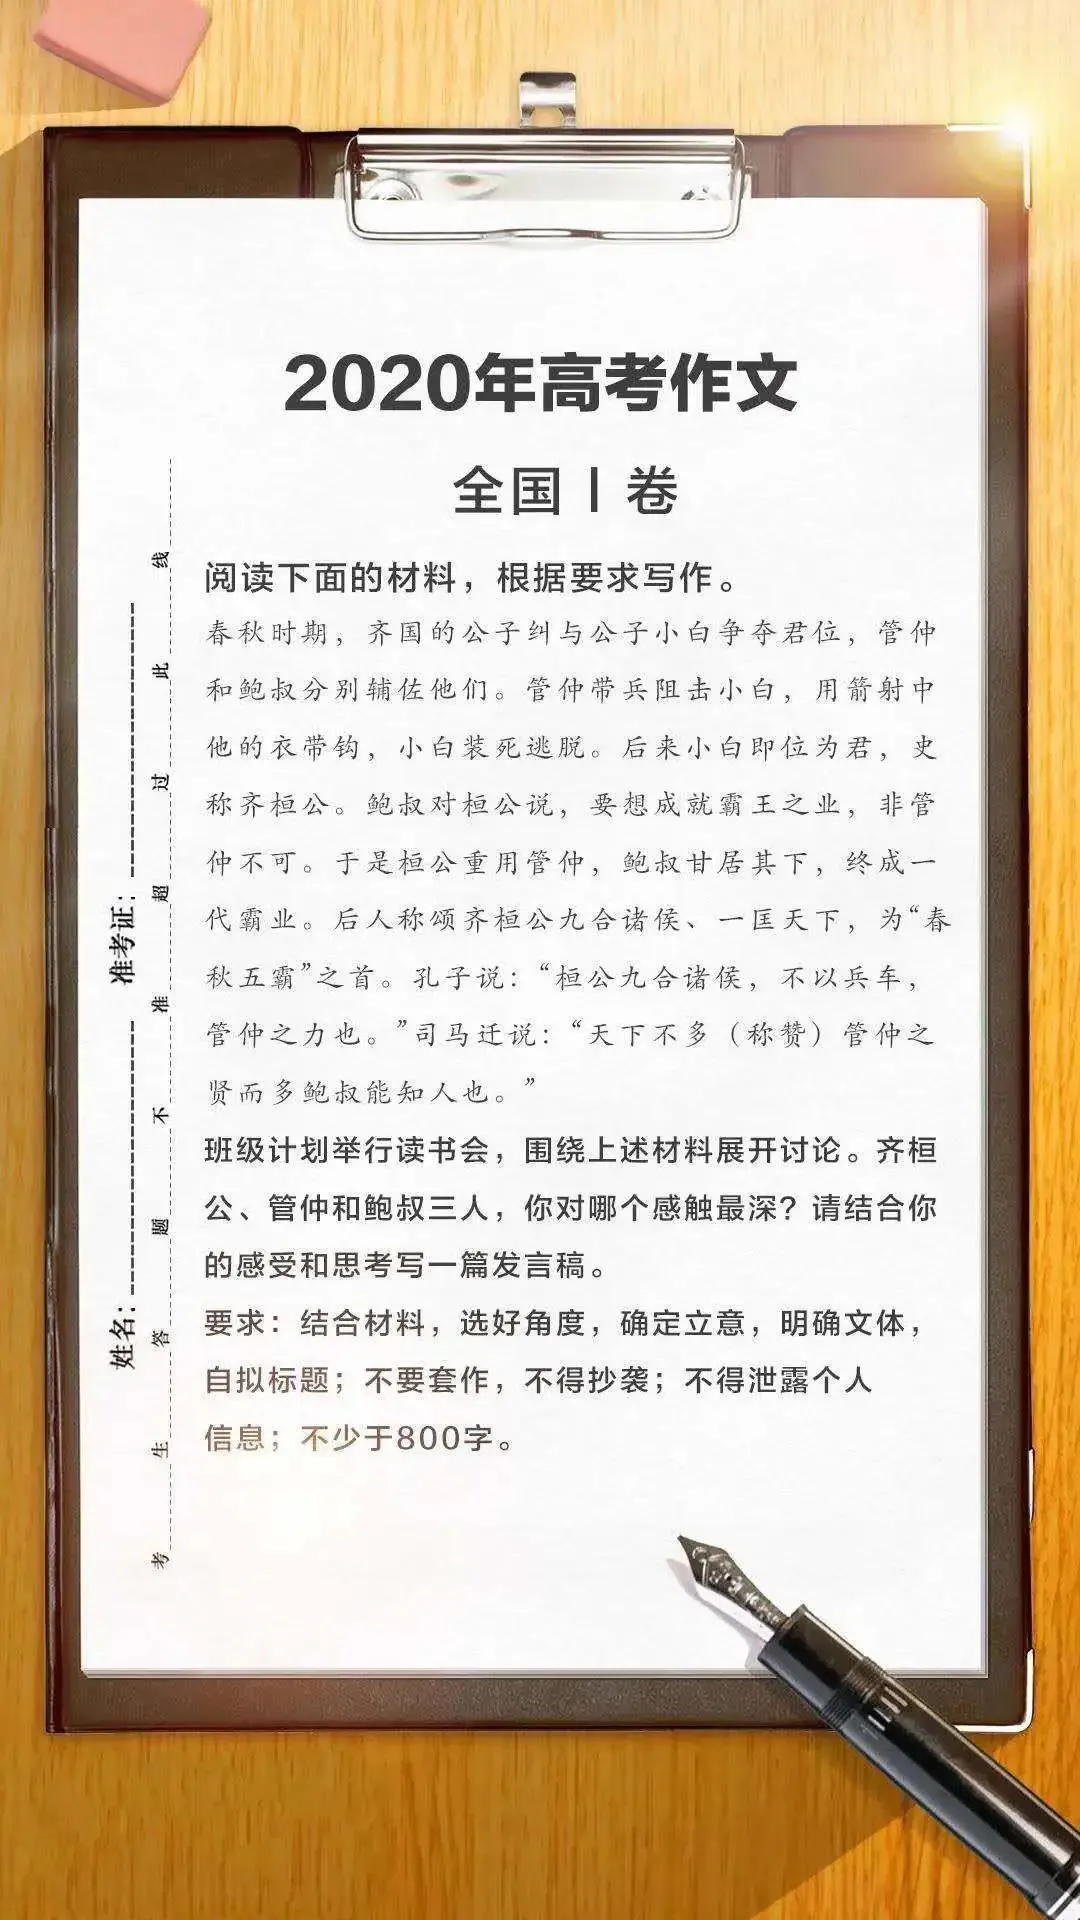 2020年高考作文
全国Ⅰ卷
阅读下面的材料，根据要求写作。
春秋时期，齐国的公子纠与公子小白争夺君位，管仲
和鲍叔分别辅佐他们。管仲带兵阻击小白，用箭射中
他的衣带钩，小白装死逃脱。后来小白即位为君，史
称齐桓公。鲍叔对桓公说，要想成就霸王之业，非管
仲不可。于是桓公重用管仲，鲍叔甘居其下，终成一
代霸业。后人称颂齐桓公九合诸侯、一匡天下，为“春
秋五霸”之首。孔子说：“桓公九合诸侯，不以兵车，
管仲之力也。”司马迁说：“天下不多（称赞）管仲之
贤而多鲍叔能知人也。”
班级计划举行读书会，围绕上述材料展开讨论。齐桓
公、管仲和鲍叔三人，你对哪个感触最深？请结合你
的感受和思考写一篇发言稿。
要求：结合材料，选好角度，确定立意，明确文体，
自拟标题；不要套作，不得抄袭；不得泄露个人
信息；不少于800字。
姓名： 准考证：
考生答题不准超过此线